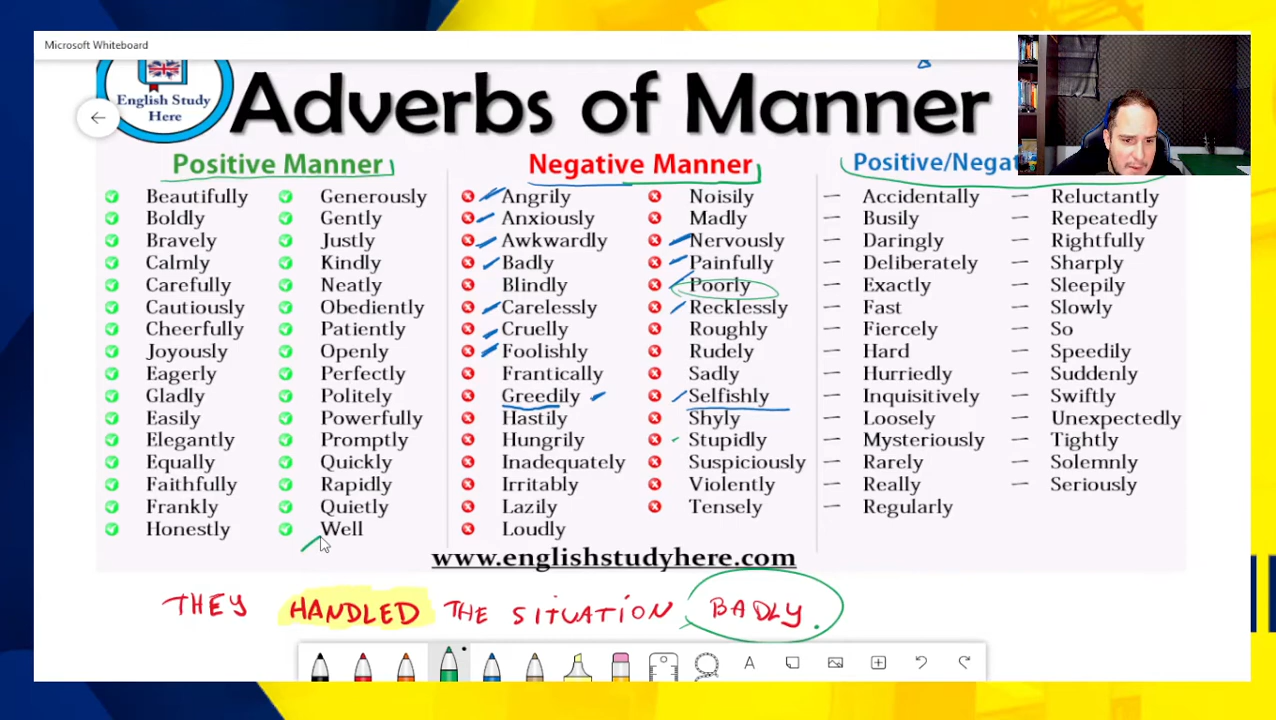 Microsoft Whiteboard
English Study
Here
Adverbs of Manner
Positive Manner
Negative Manner
Positive/Negat
Beautifully Generously Angrily Noisily Accidentally Reluctantly
Boldly Gently Anxiously Madly Busily Repeatedly
Bravely Justly Awkwardly Nervously Daringly Rightfully
Calmly Kindly Badly Painfully Deliberately Sharply
Carefully Neatly Blindly Poorly Exactly Sleepily
Cautiously Obediently Carelessly Recklessly Fast Slowly
Cheerfully Patiently Cruelly Roughly Fiercely So
Joyously Openly Foolishly Rudely Hard Speedily
Eagerly Perfectly Frantically Sadly Hurriedly Suddenly
Gladly Politely Greedily Selfishly Inquisitively Swiftly
Easily Powerfully Hastily Shyly Loosely Unexpectedly
Elegantly Promptly Hungrily Stupidly Mysteriously Tightly
Equally Quickly Inadequately Suspiciously Rarely Solemnly
Faithfully Rapidly Irritably Violently Really Seriously
Frankly Quietly Lazily Tensely Regularly
Honestly Well Loudly
www.englishstudyhere.com
THEY HANDLED THE SITUATION BADLY.
A